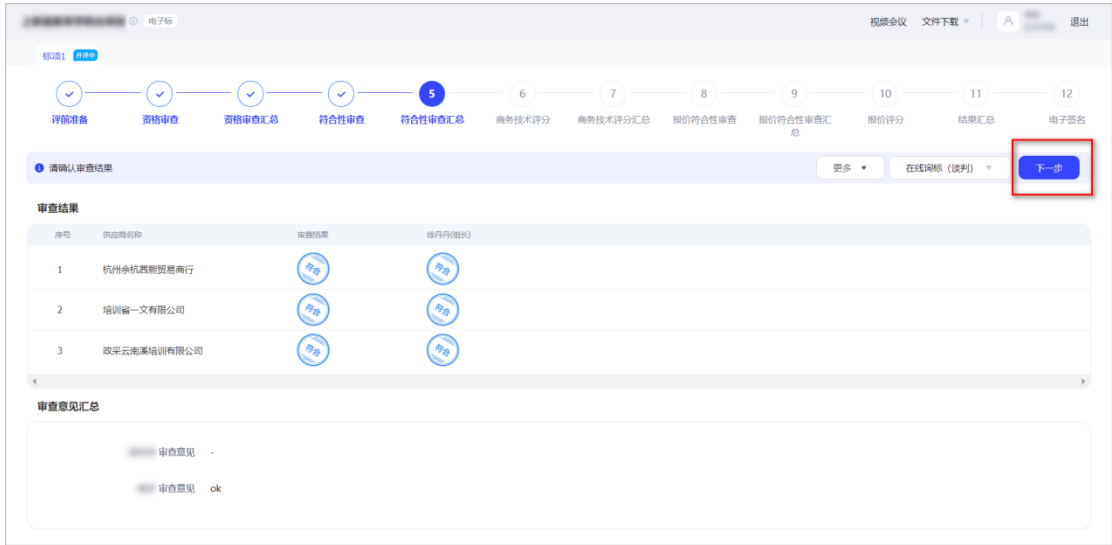 电子标 视频会议 文件下载 退出
标项1 开评中
5 6 7 8 9 10 11 12
评前准备 资格审查 资格审查汇总 符合性审查 符合性审查汇总 商务技术评分 商务技术评分汇总 报价符合性审查 报价符合性审查汇总 报价评分 结果汇总 电子签名
请确认审查结果 更多 在线询标（谈判） 下一步
审查结果
序号 供应商名称 审查结果 徐丹丹(组长)
1 杭州余杭茜熙贸易商行 符合 符合
2 培训省一文有限公司 符合 符合
3 政采云南溪培训有限公司 符合 符合
审查意见汇总
审查意见 -
审查意见 ok